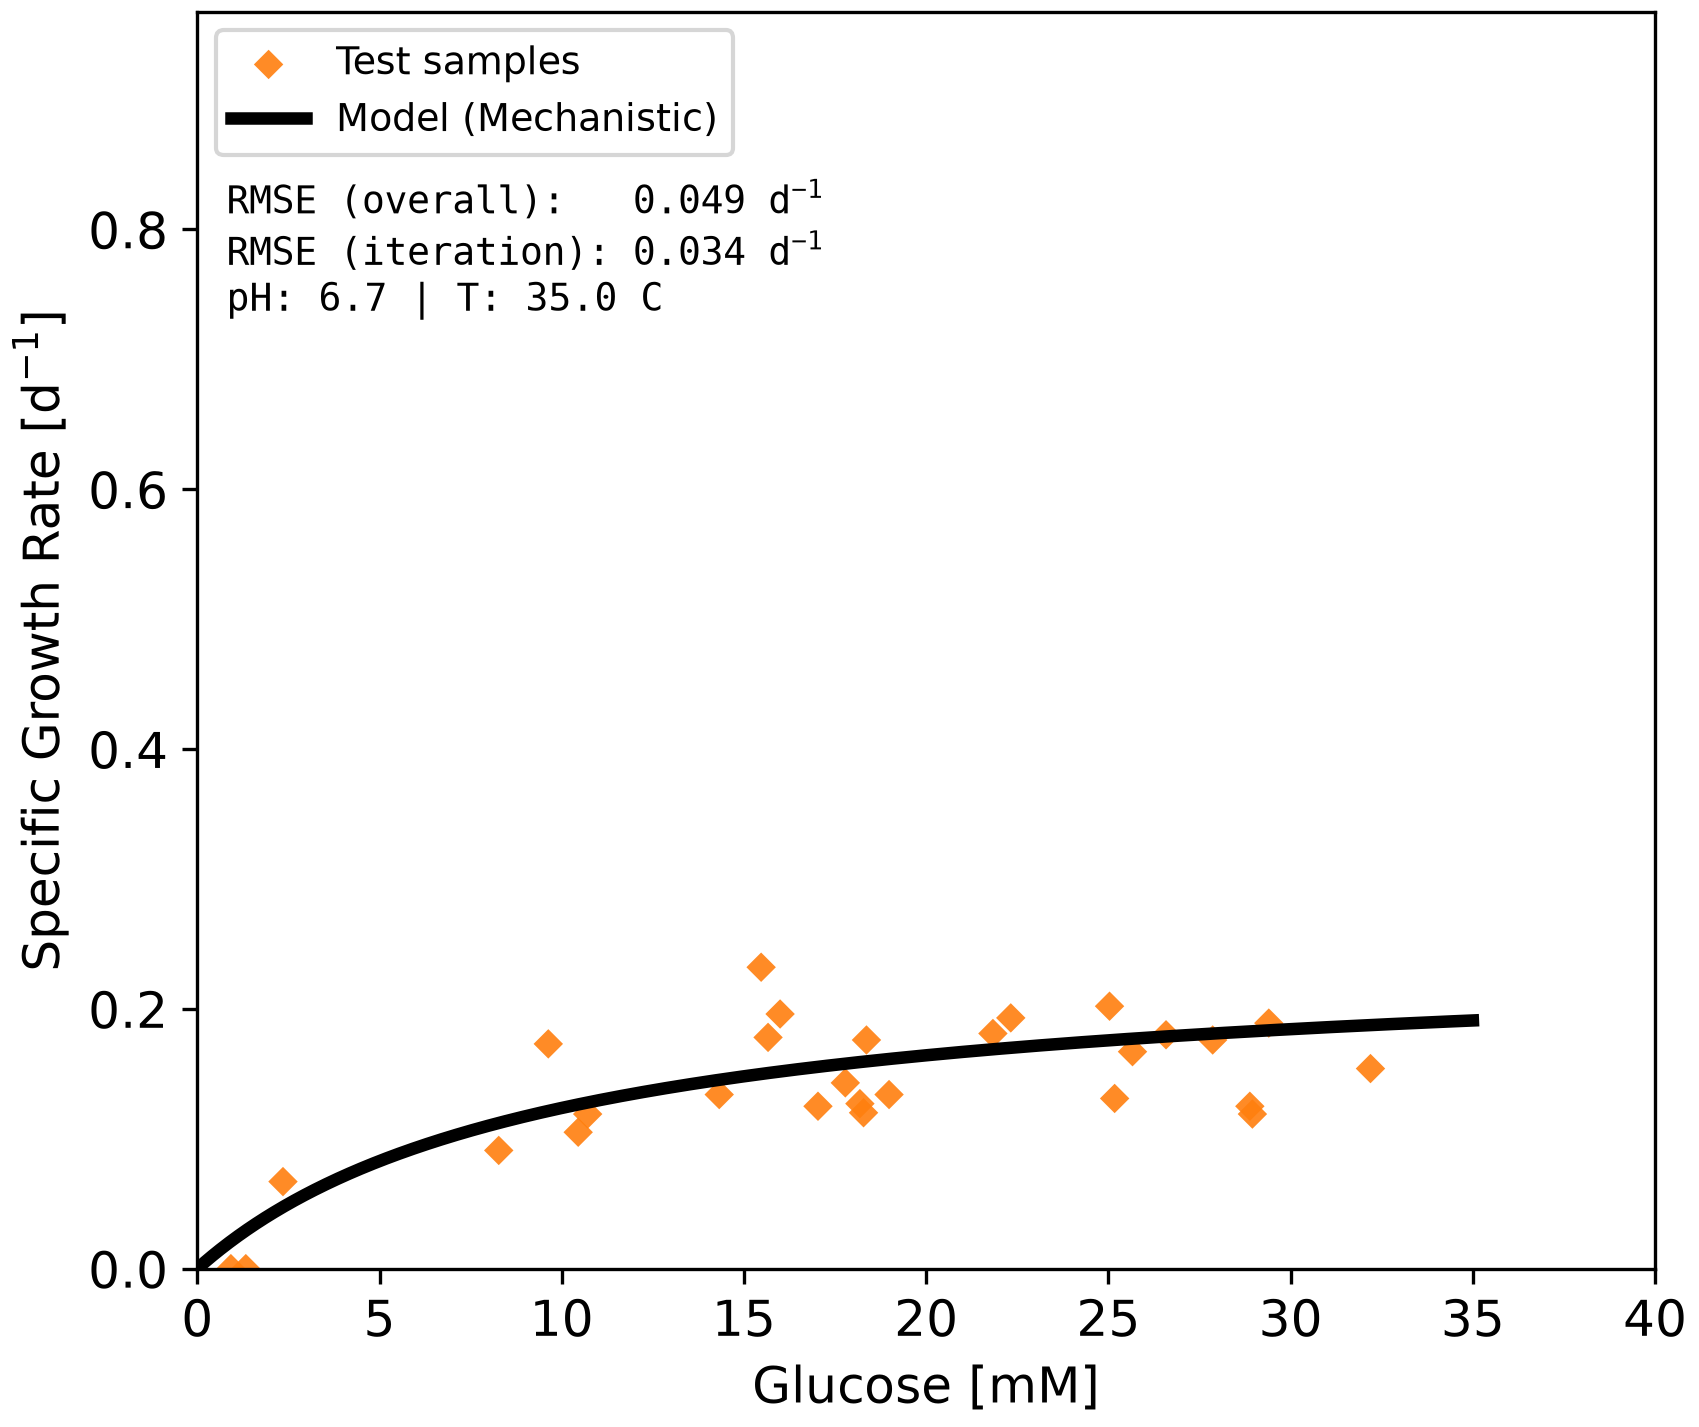 Test samples
Model (Mechanistic)
RMSE (overall):   0.049 d⁻¹
RMSE (iteration): 0.034 d⁻¹
pH: 6.7 | T: 35.0 C
Specific Growth Rate [d⁻¹]
0.8
0.6
0.4
0.2
0.0
0 5 10 15 20 25 30 35 40
Glucose [mM]